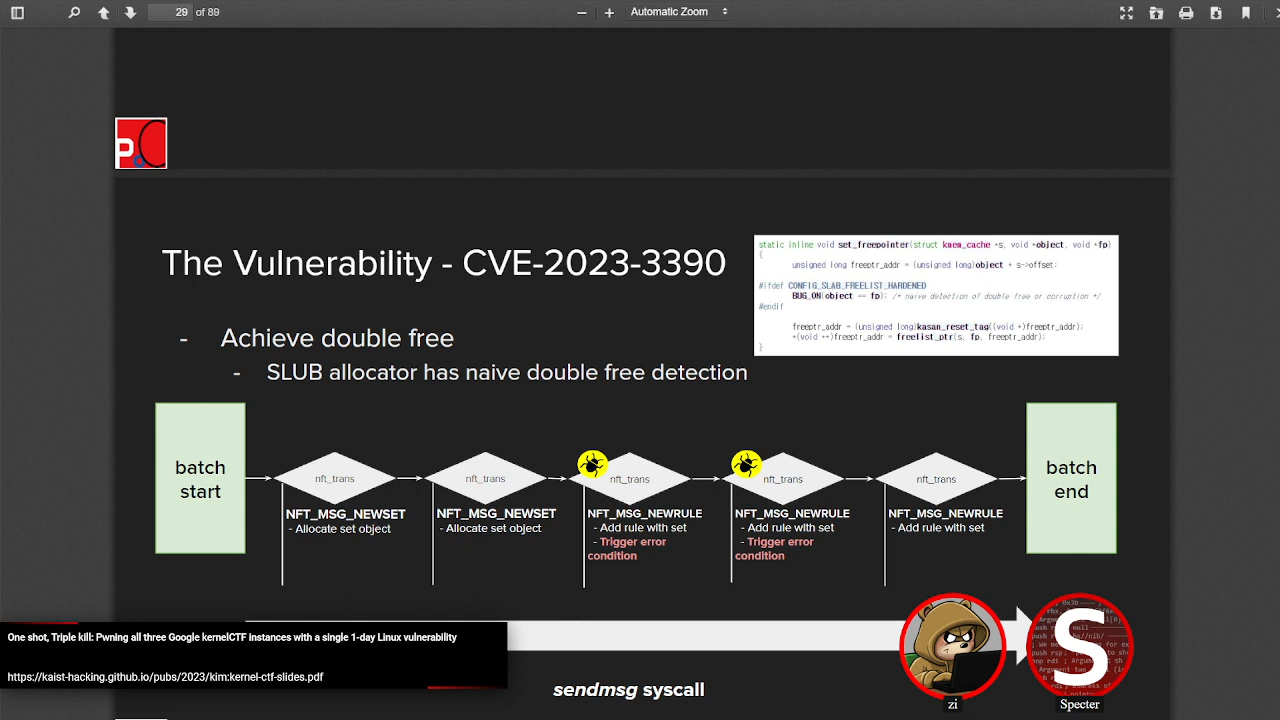 29 of 89
Automatic Zoom
P.C
The Vulnerability - CVE-2023-3390
static inline void set_freepointer(struct kmem_cache *s, void *object, void *fp)
{
unsigned long freeptr_addr = (unsigned long)object + s->offset;
#ifdef CONFIG_SLAB_FREELIST_HARDENED
BUG_ON(object == fp); /* naive detection of double free or corruption */
#endif
freeptr_addr = (unsigned long)kasan_reset_tag((void *)freeptr_addr);
*(void **)freeptr_addr = freelist_ptr(s, fp, freeptr_addr);
}
- Achieve double free
- SLUB allocator has naive double free detection
batch start
nft_trans
NFT_MSG_NEWSET
- Allocate set object
nft_trans
NFT_MSG_NEWSET
- Allocate set object
nft_trans
NFT_MSG_NEWRULE
- Add rule with set
- Trigger error
condition
nft_trans
NFT_MSG_NEWRULE
- Add rule with set
- Trigger error
condition
nft_trans
NFT_MSG_NEWRULE
- Add rule with set
batch end
One shot, Triple kill: Pwning all three Google kernelCTF instances with a single 1-day Linux vulnerability
https://kaist-hacking.github.io/pubs/2023/kim:kernel-ctf-slides.pdf
sendmsg syscall
zi
S
Specter